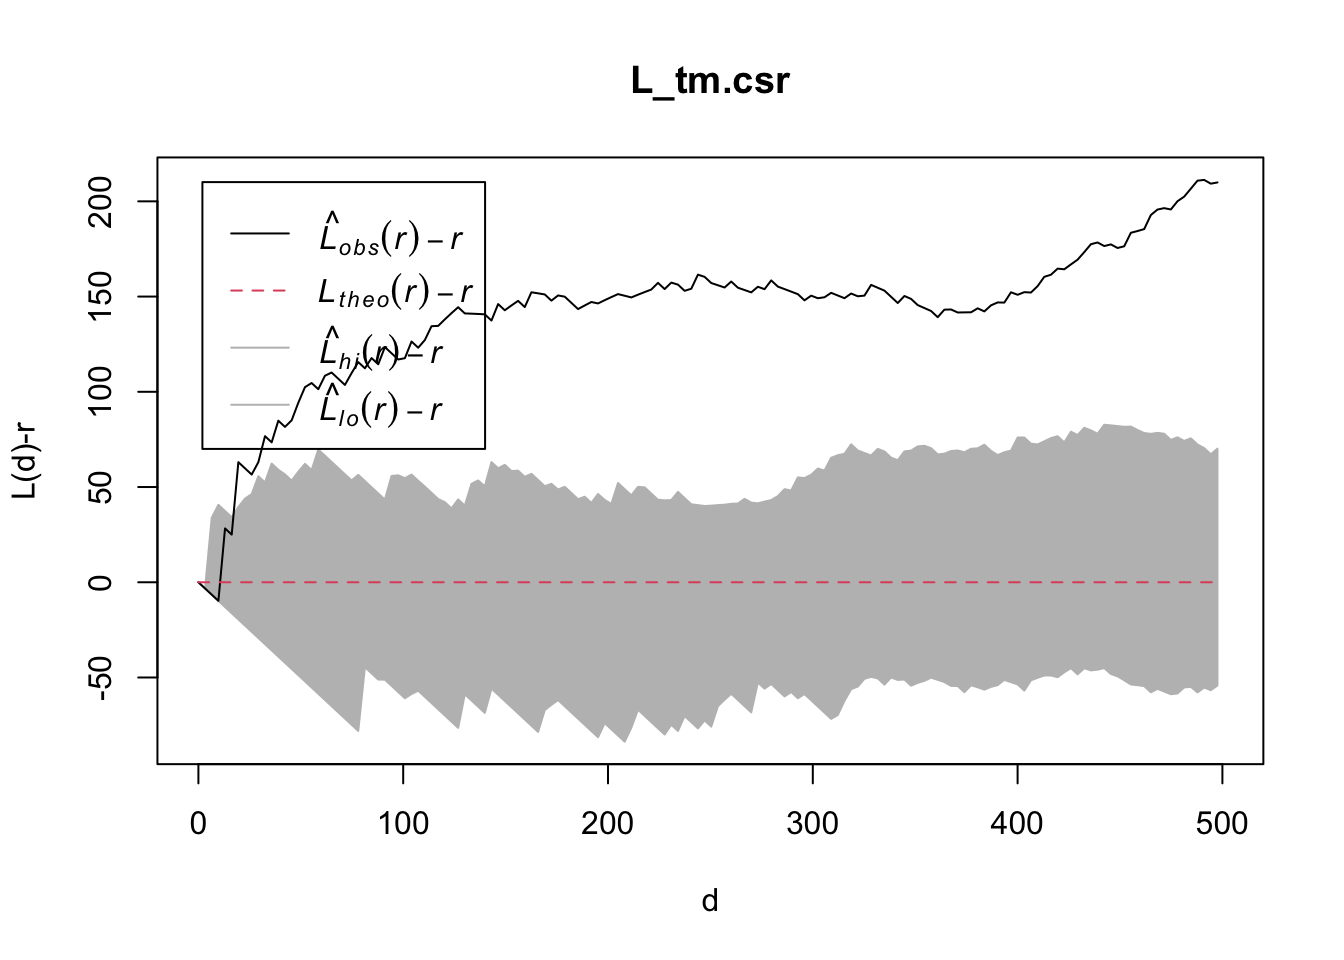 L_tm.csr
L(d)-r
200
150
100
50
0
-50
L̂obs(r) − r
Ltheo(r) − r
L̂hi(r) − r
L̂lo(r) − r
0 100 200 300 400 500
d